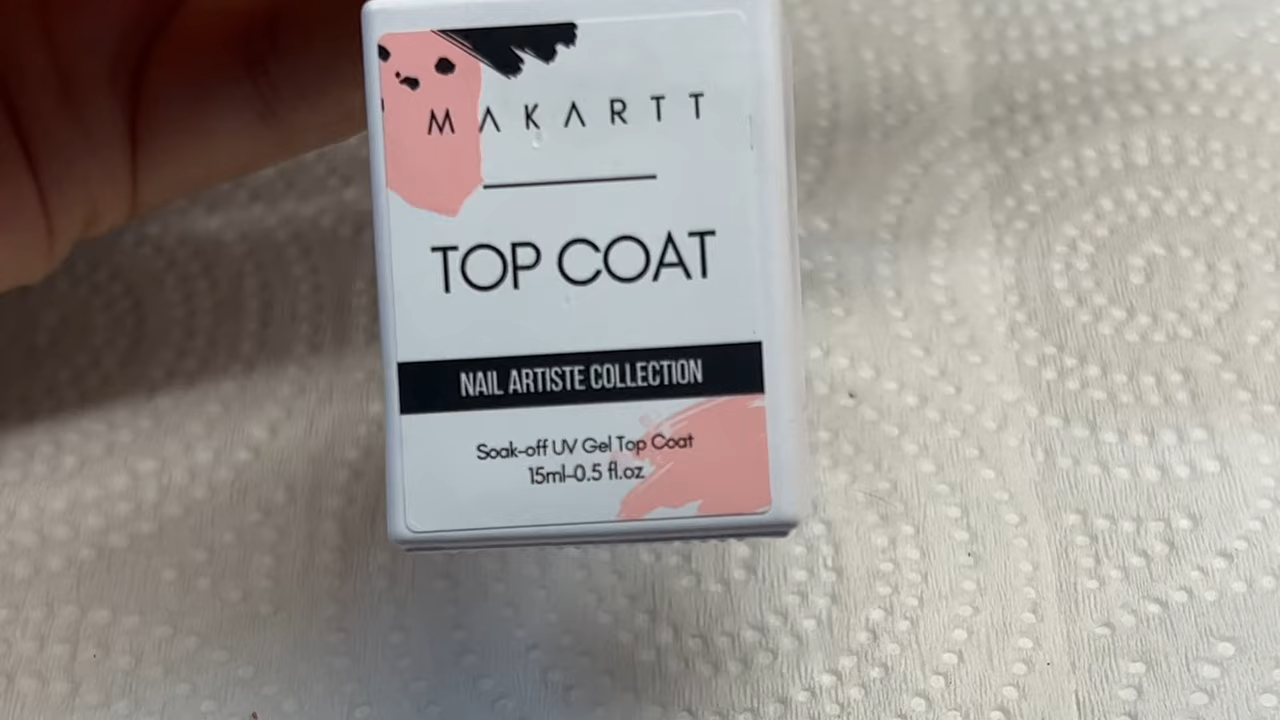 MAKARTT
TOP COAT
NAIL ARTISTE COLLECTION
Soak-off UV Gel Top Coat
15ml-0.5 fl.oz